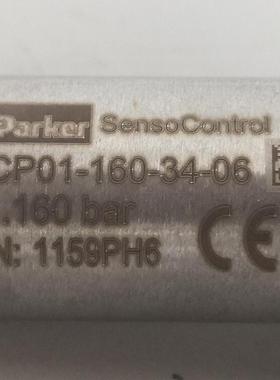 Parker SensoControl
CP01-160-34-06
.160 bar
N: 1159PH6
CE